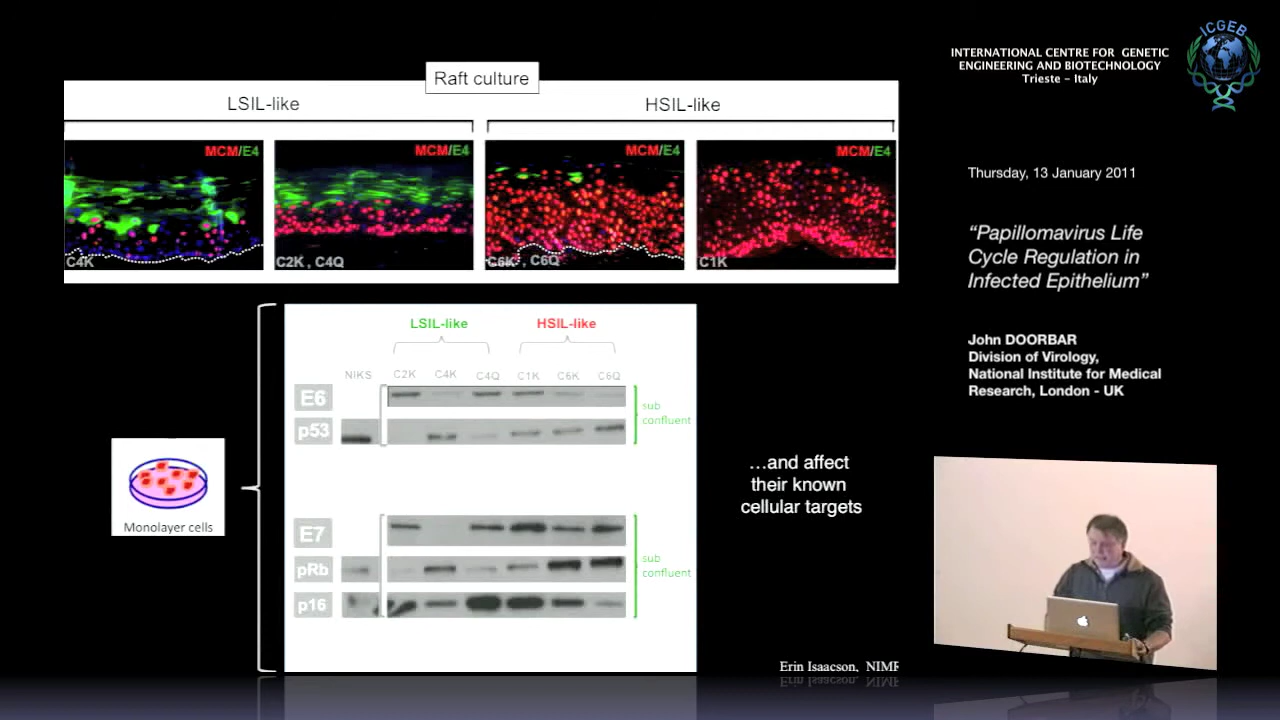 Raft culture
LSIL-like
HSIL-like
MCM/E4
MCM/E4
MCM/E4
MCM/E4
C4K
C2K , C4Q
C6K , C6Q
C1K
LSIL-like
HSIL-like
NIKS
C2K
C4K
C4Q
C1K
C6K
C6Q
E6
p53
sub
confluent
E7
pRb
p16
sub
confluent
Monolayer cells
...and affect
their known
cellular targets
Erin Isaacson, NIMR
INTERNATIONAL CENTRE FOR GENETIC
ENGINEERING AND BIOTECHNOLOGY
Trieste – Italy
ICGEB
Thursday, 13 January 2011
“Papillomavirus Life
Cycle Regulation in
Infected Epithelium”
John DOORBAR
Division of Virology,
National Institute for Medical
Research, London - UK